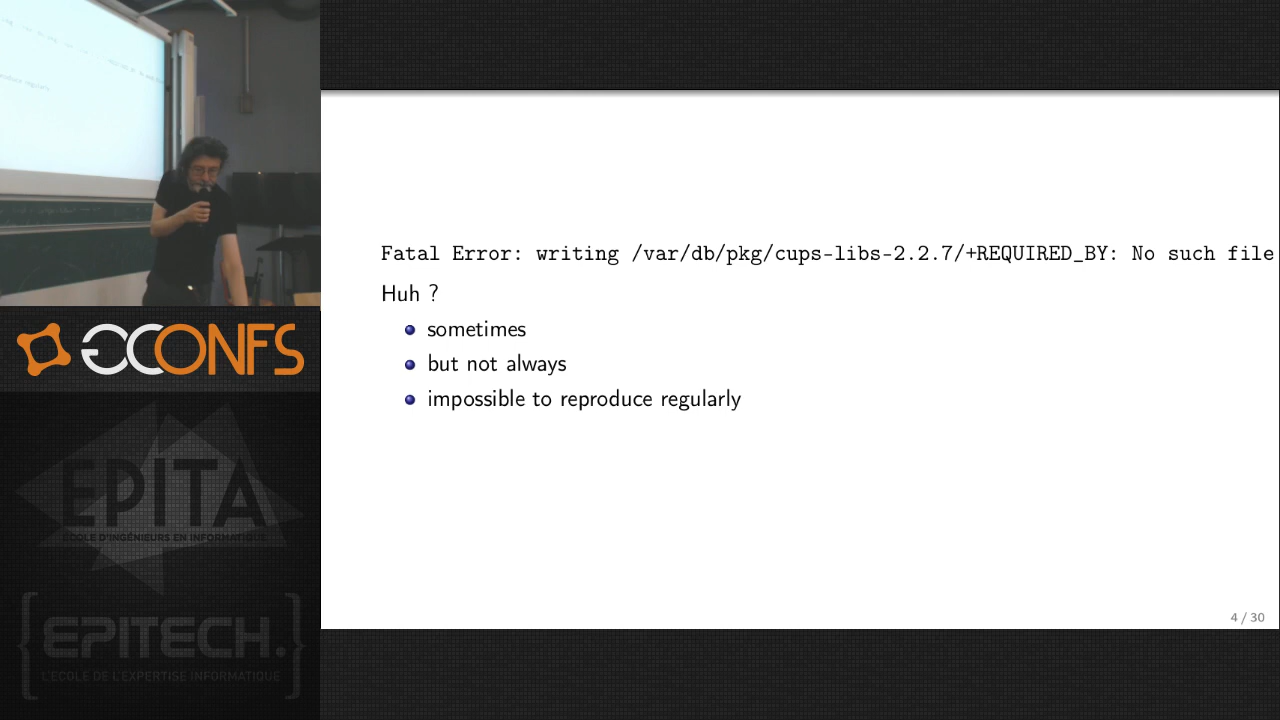 Fatal Error: writing /var/db/pkg/cups-libs-2.2.7/+REQUIRED_BY: No such file
Huh ?
sometimes
but not always
impossible to reproduce regularly
4 / 30
GCONFS
EPITA
ÉCOLE D'INGÉNIEURS EN INFORMATIQUE
{EPITECH.}
L'ÉCOLE DE L'EXPERTISE INFORMATIQUE